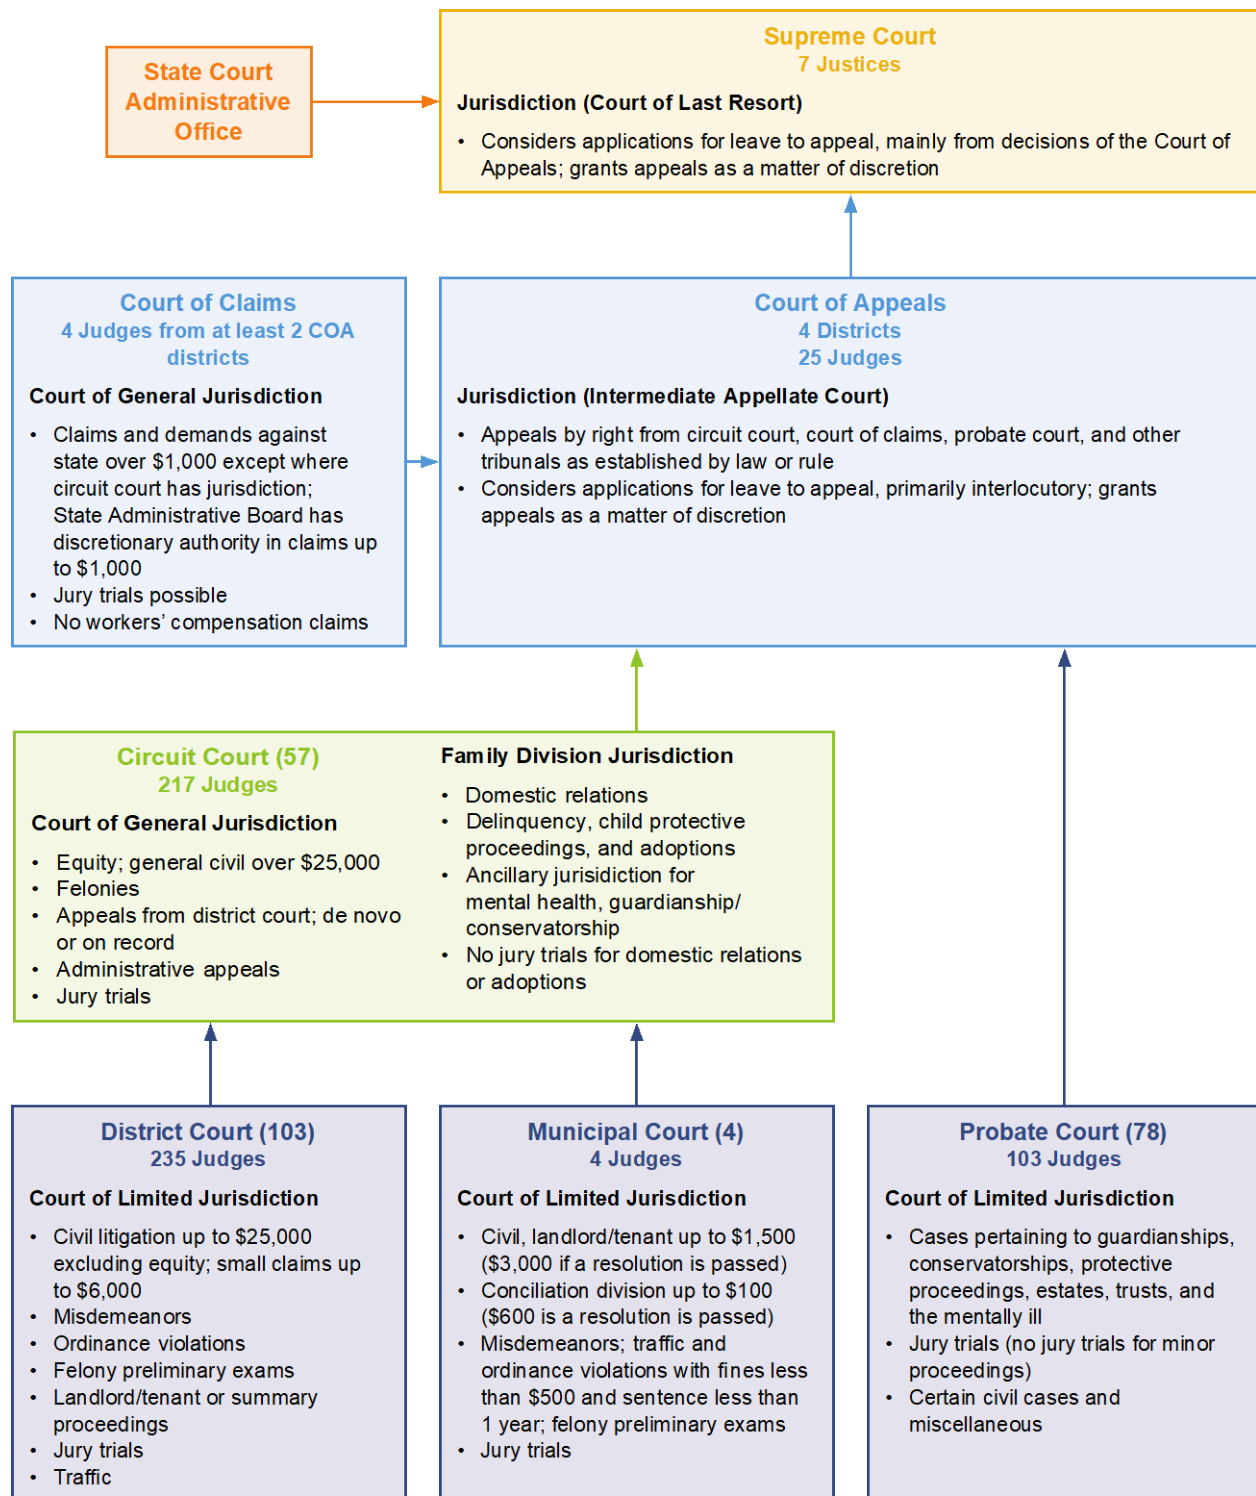 State Court
Administrative
Office
Supreme Court
7 Justices
Jurisdiction (Court of Last Resort)
• Considers applications for leave to appeal, mainly from decisions of the Court of
Appeals; grants appeals as a matter of discretion
Court of Claims
4 Judges from at least 2 COA
districts
Court of General Jurisdiction
• Claims and demands against
state over $1,000 except where
circuit court has jurisdiction;
State Administrative Board has
discretionary authority in claims up
to $1,000
• Jury trials possible
• No workers’ compensation claims
Court of Appeals
4 Districts
25 Judges
Jurisdiction (Intermediate Appellate Court)
• Appeals by right from circuit court, court of claims, probate court, and other
tribunals as established by law or rule
• Considers applications for leave to appeal, primarily interlocutory; grants
appeals as a matter of discretion
Circuit Court (57)
217 Judges
Court of General Jurisdiction
• Equity; general civil over $25,000
• Felonies
• Appeals from district court; de novo
or on record
• Administrative appeals
• Jury trials
Family Division Jurisdiction
• Domestic relations
• Delinquency, child protective
proceedings, and adoptions
• Ancillary jurisidiction for
mental health, guardianship/
conservatorship
• No jury trials for domestic relations
or adoptions
District Court (103)
235 Judges
Court of Limited Jurisdiction
• Civil litigation up to $25,000
excluding equity; small claims up
to $6,000
• Misdemeanors
• Ordinance violations
• Felony preliminary exams
• Landlord/tenant or summary
proceedings
• Jury trials
• Traffic
Municipal Court (4)
4 Judges
Court of Limited Jurisdiction
• Civil, landlord/tenant up to $1,500
($3,000 if a resolution is passed)
• Conciliation division up to $100
($600 is a resolution is passed)
• Misdemeanors; traffic and
ordinance violations with fines less
than $500 and sentence less than
1 year; felony preliminary exams
• Jury trials
Probate Court (78)
103 Judges
Court of Limited Jurisdiction
• Cases pertaining to guardianships,
conservatorships, protective
proceedings, estates, trusts, and
the mentally ill
• Jury trials (no jury trials for minor
proceedings)
• Certain civil cases and
miscellaneous